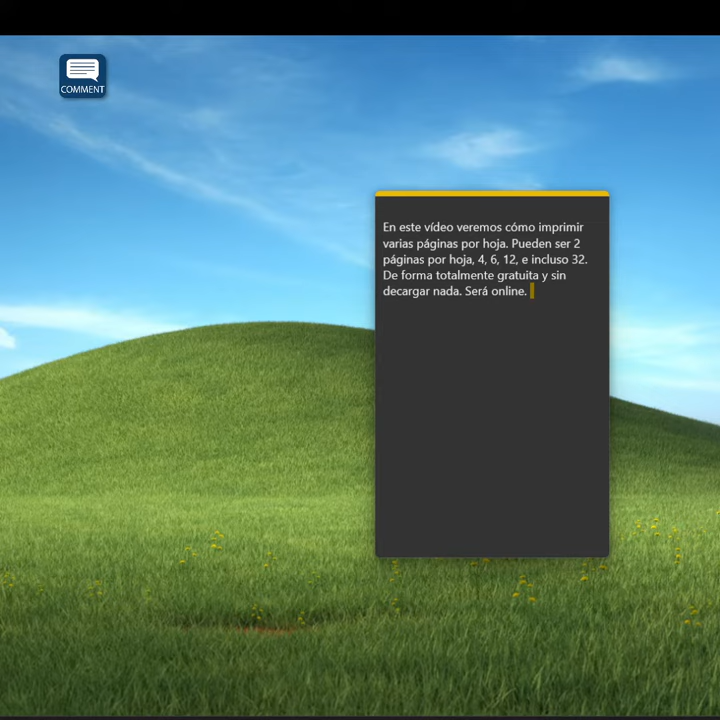 COMMENT
En este vídeo veremos cómo imprimir
varias páginas por hoja. Pueden ser 2
páginas por hoja, 4, 6, 12, e incluso 32.
De forma totalmente gratuita y sin
decargar nada. Será online.